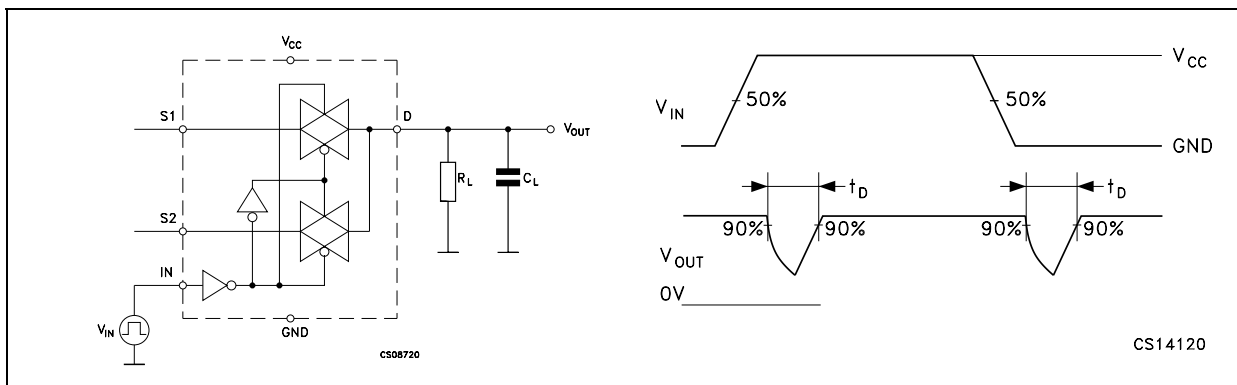 VCC
S1
D
VOUT
RL
CL
S2
IN
VIN
GND
CS08720
VCC
50%
50%
VIN
GND
tD
tD
90%
90%
90%
90%
VOUT
0V
CS14120